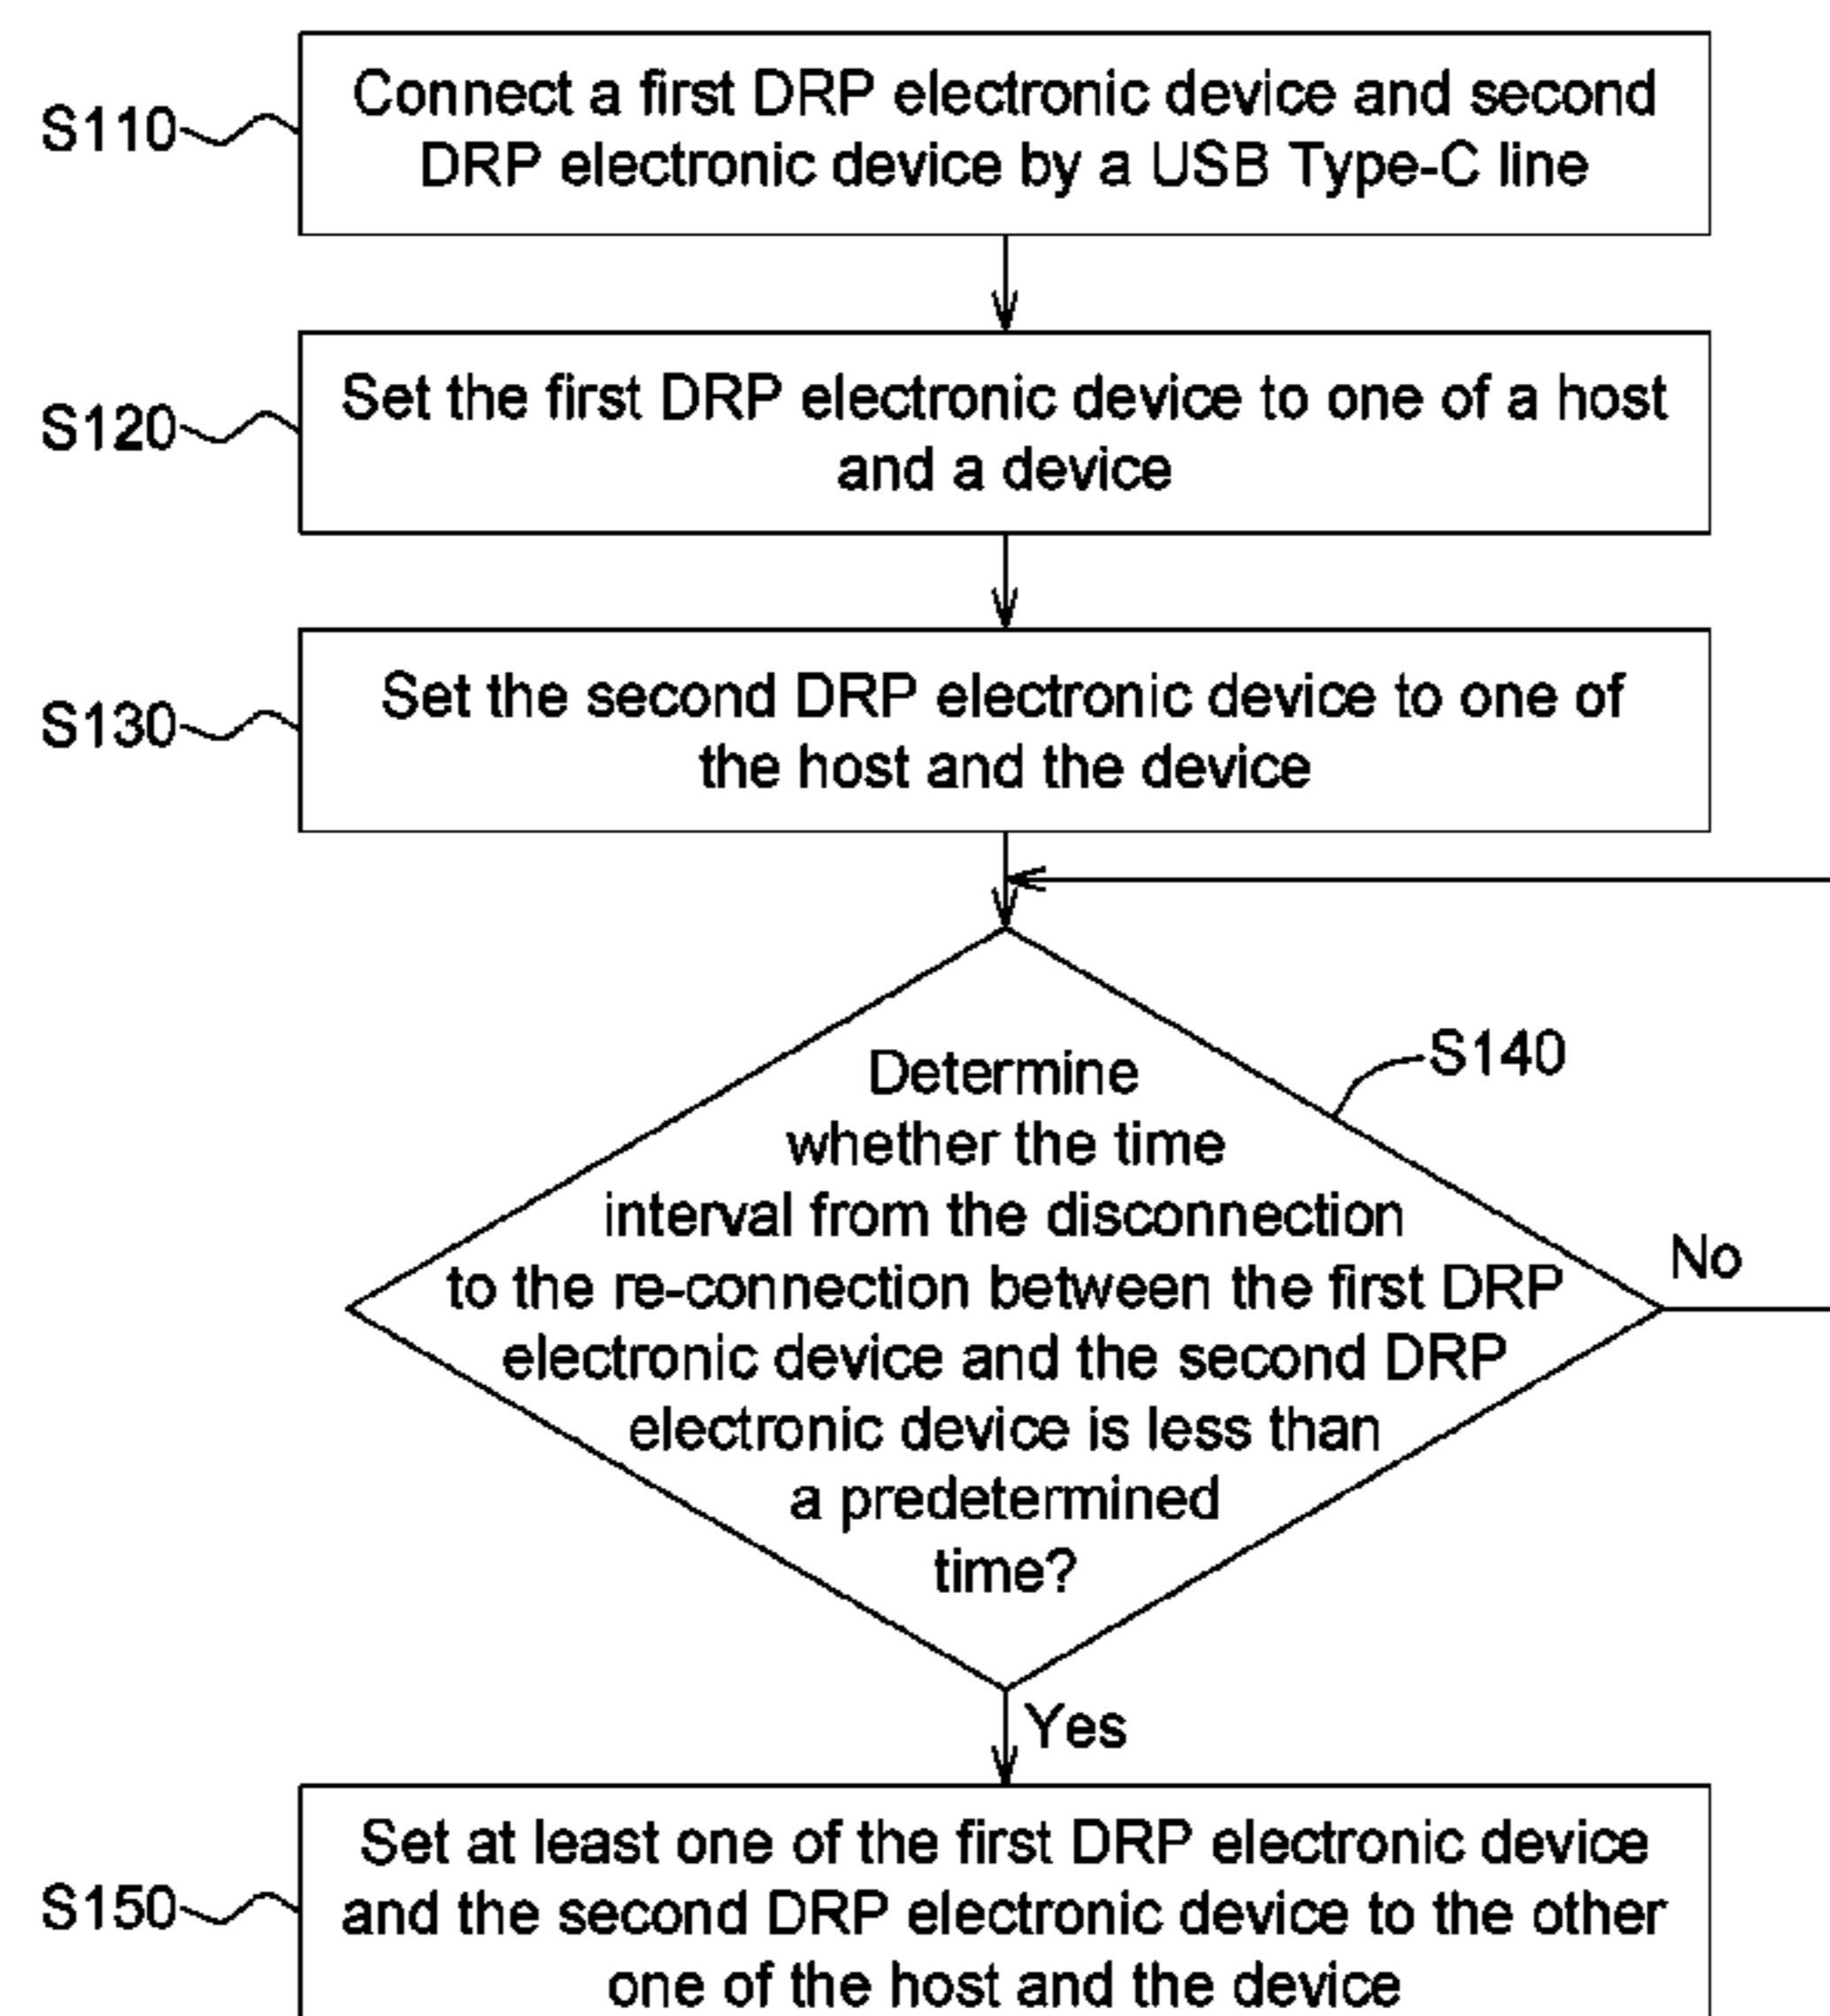 Connect a first DRP electronic device and second
S110
DRP electronic device by a USB Type-C line
Set the first DRP electronic device to one of a host
S120
and a device
Set the second DRP electronic device to one of
S130
the host and the device
S140
Determine
whether the time
interval from the disconnection
to the re-connection between the first DRP
No
electronic device and the second DRP
electronic device is less than
a predetermined
time?
Yes
Set at least one of the first DRP electronic device
S150
and the second DRP electronic device to the other
one of the host and the device